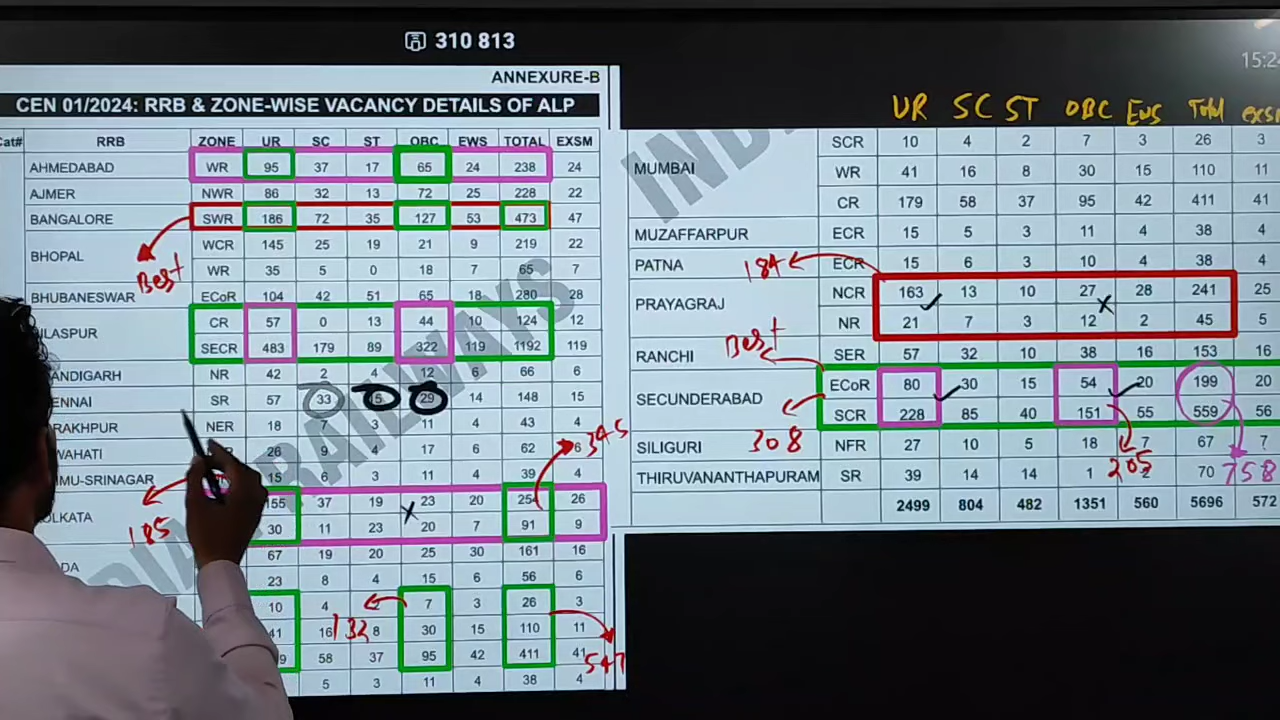 310 813
15:24
ANNEXURE-B
CEN 01/2024: RRB & ZONE-WISE VACANCY DETAILS OF ALP
Cat# RRB ZONE UR SC ST OBC EWS TOTAL EXSM
AHMEDABAD WR 95 37 17 65 24 238 24
AJMER NWR 86 32 13 72 25 228 22
BANGALORE SWR 186 72 35 127 53 473 47
Best
BHOPAL WCR 145 25 19 21 9 219 22
WR 35 5 0 18 7 65 7
BHUBANESWAR ECoR 104 42 51 65 18 280 28
ILASPUR CR 57 0 13 44 10 124 12
SECR 483 179 89 322 119 1192 119
ANDIGARH NR 42 2 4 12 6 66 6
ENNAI SR 57 33 5 29 14 148 15
RAKHPUR NER 18 7 3 11 4 43 4
WAHATI 26 9 4 17 6 62 6
345
MMU-SRINAGAR 15 6 3 11 4 39 4
185
OLKATA 155 37 19 23 20 254 26
30 11 23 20 7 91 9
DA 67 19 20 25 30 161 16
23 8 4 15 6 56 6
10 4 7 3 26 3
132
41 16 8 30 15 110 11
9 58 37 95 42 411 41
547
5 3 11 4 38 4
INDIAN RAILWAYS
UR SC ST OBC EWS Total EXSM
MUMBAI SCR 10 4 2 7 3 26 3
WR 41 16 8 30 15 110 11
CR 179 58 37 95 42 411 41
MUZAFFARPUR ECR 15 5 3 11 4 38 4
PATNA ECR 15 6 3 10 4 38 4
184
PRAYAGRAJ NCR 163 13 10 27 28 241 25
NR 21 7 3 12 2 45 5
Best
RANCHI SER 57 32 10 38 16 153 16
SECUNDERABAD ECoR 80 30 15 54 20 199 20
SCR 228 85 40 151 55 559 56
308
205
758
SILIGURI NFR 27 10 5 18 7 67 7
THIRUVANANTHAPURAM SR 39 14 14 1 2 70
2499 804 482 1351 560 5696 572